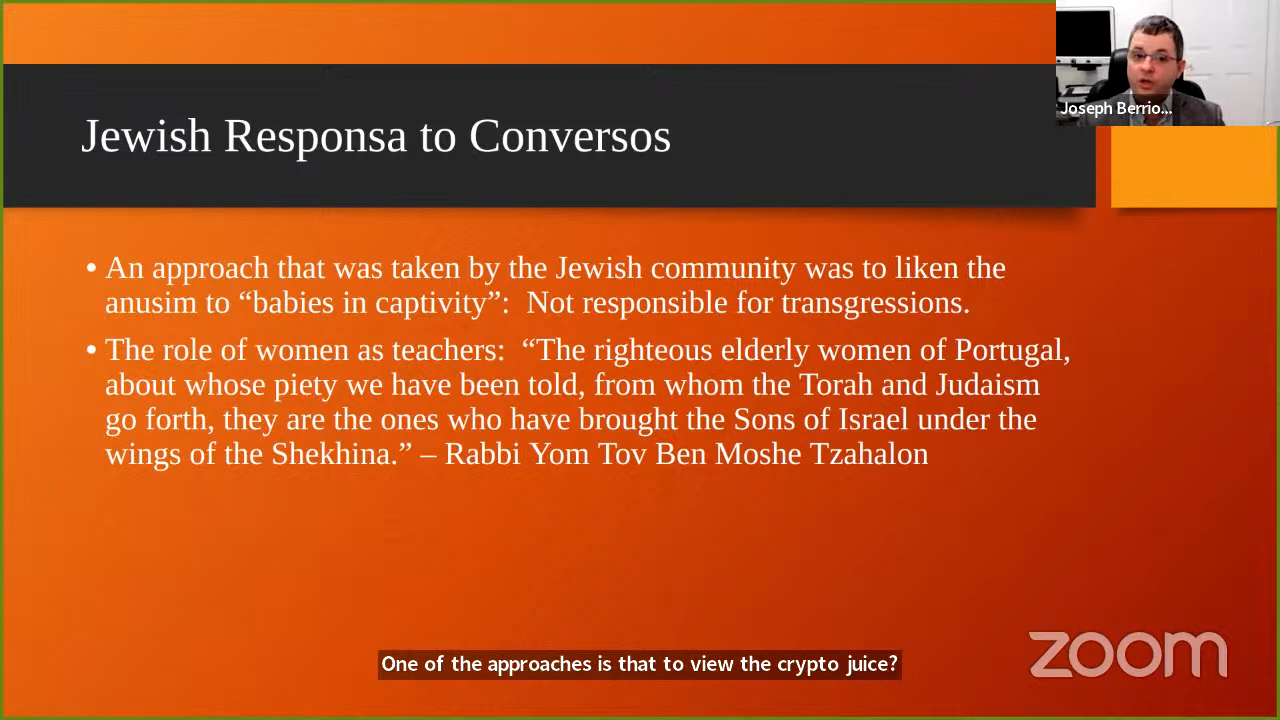 Joseph Berrio...
Jewish Responsa to Conversos
• An approach that was taken by the Jewish community was to liken the
anusim to “babies in captivity”:  Not responsible for transgressions.
• The role of women as teachers:  “The righteous elderly women of Portugal,
about whose piety we have been told, from whom the Torah and Judaism
go forth, they are the ones who have brought the Sons of Israel under the
wings of the Shekhina.” – Rabbi Yom Tov Ben Moshe Tzahalon
One of the approaches is that to view the crypto juice?
zoom